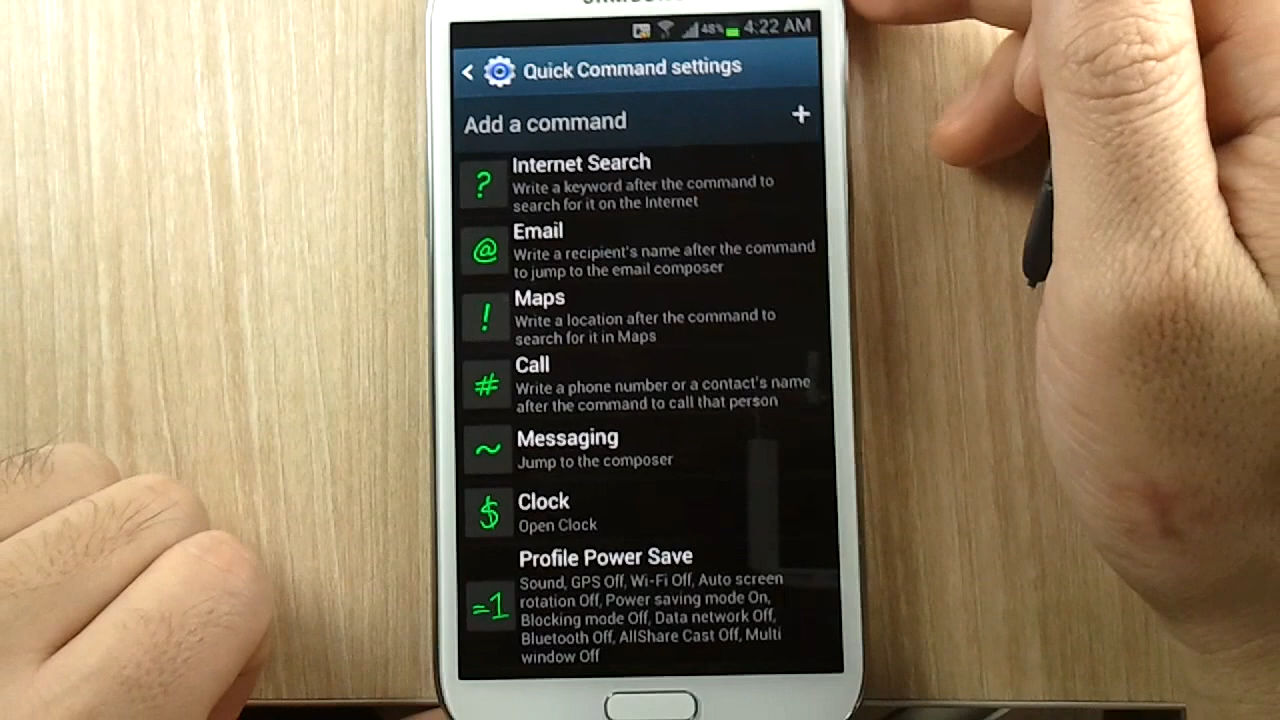 48% 4:22 AM
Quick Command settings
Add a command +
Internet Search
? Write a keyword after the command to
search for it on the Internet
Email
@ Write a recipient's name after the command
to jump to the email composer
Maps
! Write a location after the command to
search for it in Maps
Call
# Write a phone number or a contact's name
after the command to call that person
Messaging
~ Jump to the composer
Clock
$ Open Clock
Profile Power Save
Sound, GPS Off, Wi-Fi Off, Auto screen
=1 rotation Off, Power saving mode On,
Blocking mode Off, Data network Off,
Bluetooth Off, AllShare Cast Off, Multi
window Off